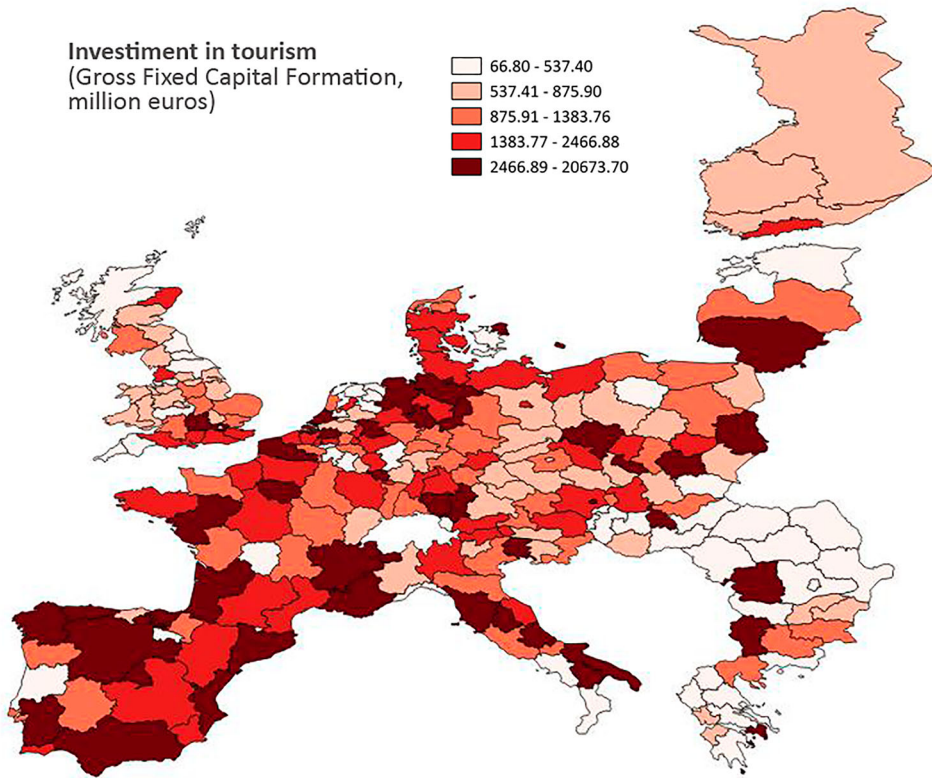 Investiment in tourism
(Gross Fixed Capital Formation,
million euros)
66.80 - 537.40
537.41 - 875.90
875.91 - 1383.76
1383.77 - 2466.88
2466.89 - 20673.70